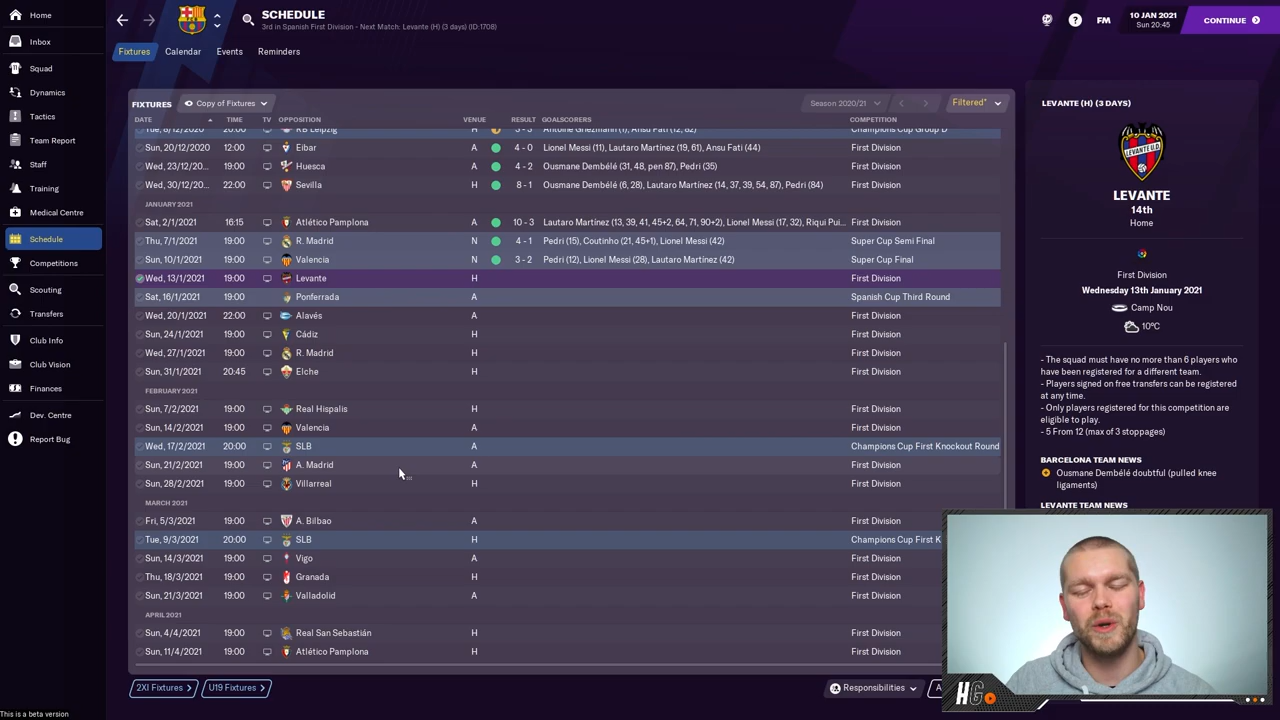 Home
SCHEDULE
3rd in Spanish First Division - Next Match: Levante (H) (3 days) (ID:1708)
FM
10 JAN 2021
Sun 20:45
CONTINUE
Inbox
Squad
Dynamics
Tactics
Team Report
Staff
Training
Medical Centre
Schedule
Competitions
Scouting
Transfers
Club Info
Club Vision
Finances
Dev. Centre
Report Bug
This is a beta version
Fixtures Calendar Events Reminders
FIXTURES Copy of Fixtures Season 2020/21 Filtered*
DATE TIME TV OPPOSITION VENUE RESULT GOALSCORERS COMPETITION
Tue, 8/12/2020 20:00 RB Leipzig A 3 - 3 Antoine Griezmann (1), Ansu Fati (12, 82) Champions Cup Group D
Sun, 20/12/2020 12:00 Eibar A 4 - 0 Lionel Messi (11), Lautaro Martínez (19, 61), Ansu Fati (44) First Division
Wed, 23/12/20... 19:00 Huesca A 4 - 2 Ousmane Dembélé (31, 48, pen 87), Pedri (35) First Division
Wed, 30/12/20... 22:00 Sevilla H 8 - 1 Ousmane Dembélé (6, 28), Lautaro Martínez (14, 37, 39, 54, 87), Pedri (84) First Division
JANUARY 2021
Sat, 2/1/2021 16:15 Atlético Pamplona A 10 - 3 Lautaro Martínez (13, 39, 41, 45+2, 64, 71, 90+2), Lionel Messi (17, 32), Riqui Pui... First Division
Thu, 7/1/2021 19:00 R. Madrid N 4 - 1 Pedri (15), Coutinho (21, 45+1), Lionel Messi (42) Super Cup Semi Final
Sun, 10/1/2021 19:00 Valencia N 3 - 2 Pedri (12), Lionel Messi (28), Lautaro Martínez (42) Super Cup Final
Wed, 13/1/2021 19:00 Levante H First Division
Sat, 16/1/2021 19:00 Ponferrada A Spanish Cup Third Round
Wed, 20/1/2021 22:00 Alavés A First Division
Sun, 24/1/2021 19:00 Cádiz H First Division
Wed, 27/1/2021 19:00 R. Madrid H First Division
Sun, 31/1/2021 20:45 Elche H First Division
FEBRUARY 2021
Sun, 7/2/2021 19:00 Real Hispalis H First Division
Sun, 14/2/2021 19:00 Valencia A First Division
Wed, 17/2/2021 20:00 SLB A Champions Cup First Knockout Round
Sun, 21/2/2021 19:00 A. Madrid A First Division
Sun, 28/2/2021 19:00 Villarreal H First Division
MARCH 2021
Fri, 5/3/2021 19:00 A. Bilbao A First Division
Tue, 9/3/2021 20:00 SLB H Champions Cup First K
Sun, 14/3/2021 19:00 Vigo A First Division
Thu, 18/3/2021 19:00 Granada H First Division
Sun, 21/3/2021 19:00 Valladolid A First Division
APRIL 2021
Sun, 4/4/2021 19:00 Real San Sebastián H First Division
Sun, 11/4/2021 19:00 Atlético Pamplona H First Division
2XI Fixtures U19 Fixtures Responsibilities A
LEVANTE (H) (3 DAYS)
LEVANTE U.D.
LEVANTE
14th
Home
First Division
Wednesday 13th January 2021
Camp Nou
10°C
- The squad must have no more than 6 players
who have been registered for a different team.
- Players signed on free transfers can be registered
at any time.
- Only players registered for this competition are
eligible to play.
- 5 From 12 (max of 3 stoppages)
BARCELONA TEAM NEWS
Ousmane Dembélé doubtful (pulled knee
ligaments)
LEVANTE TEAM NEWS
HG